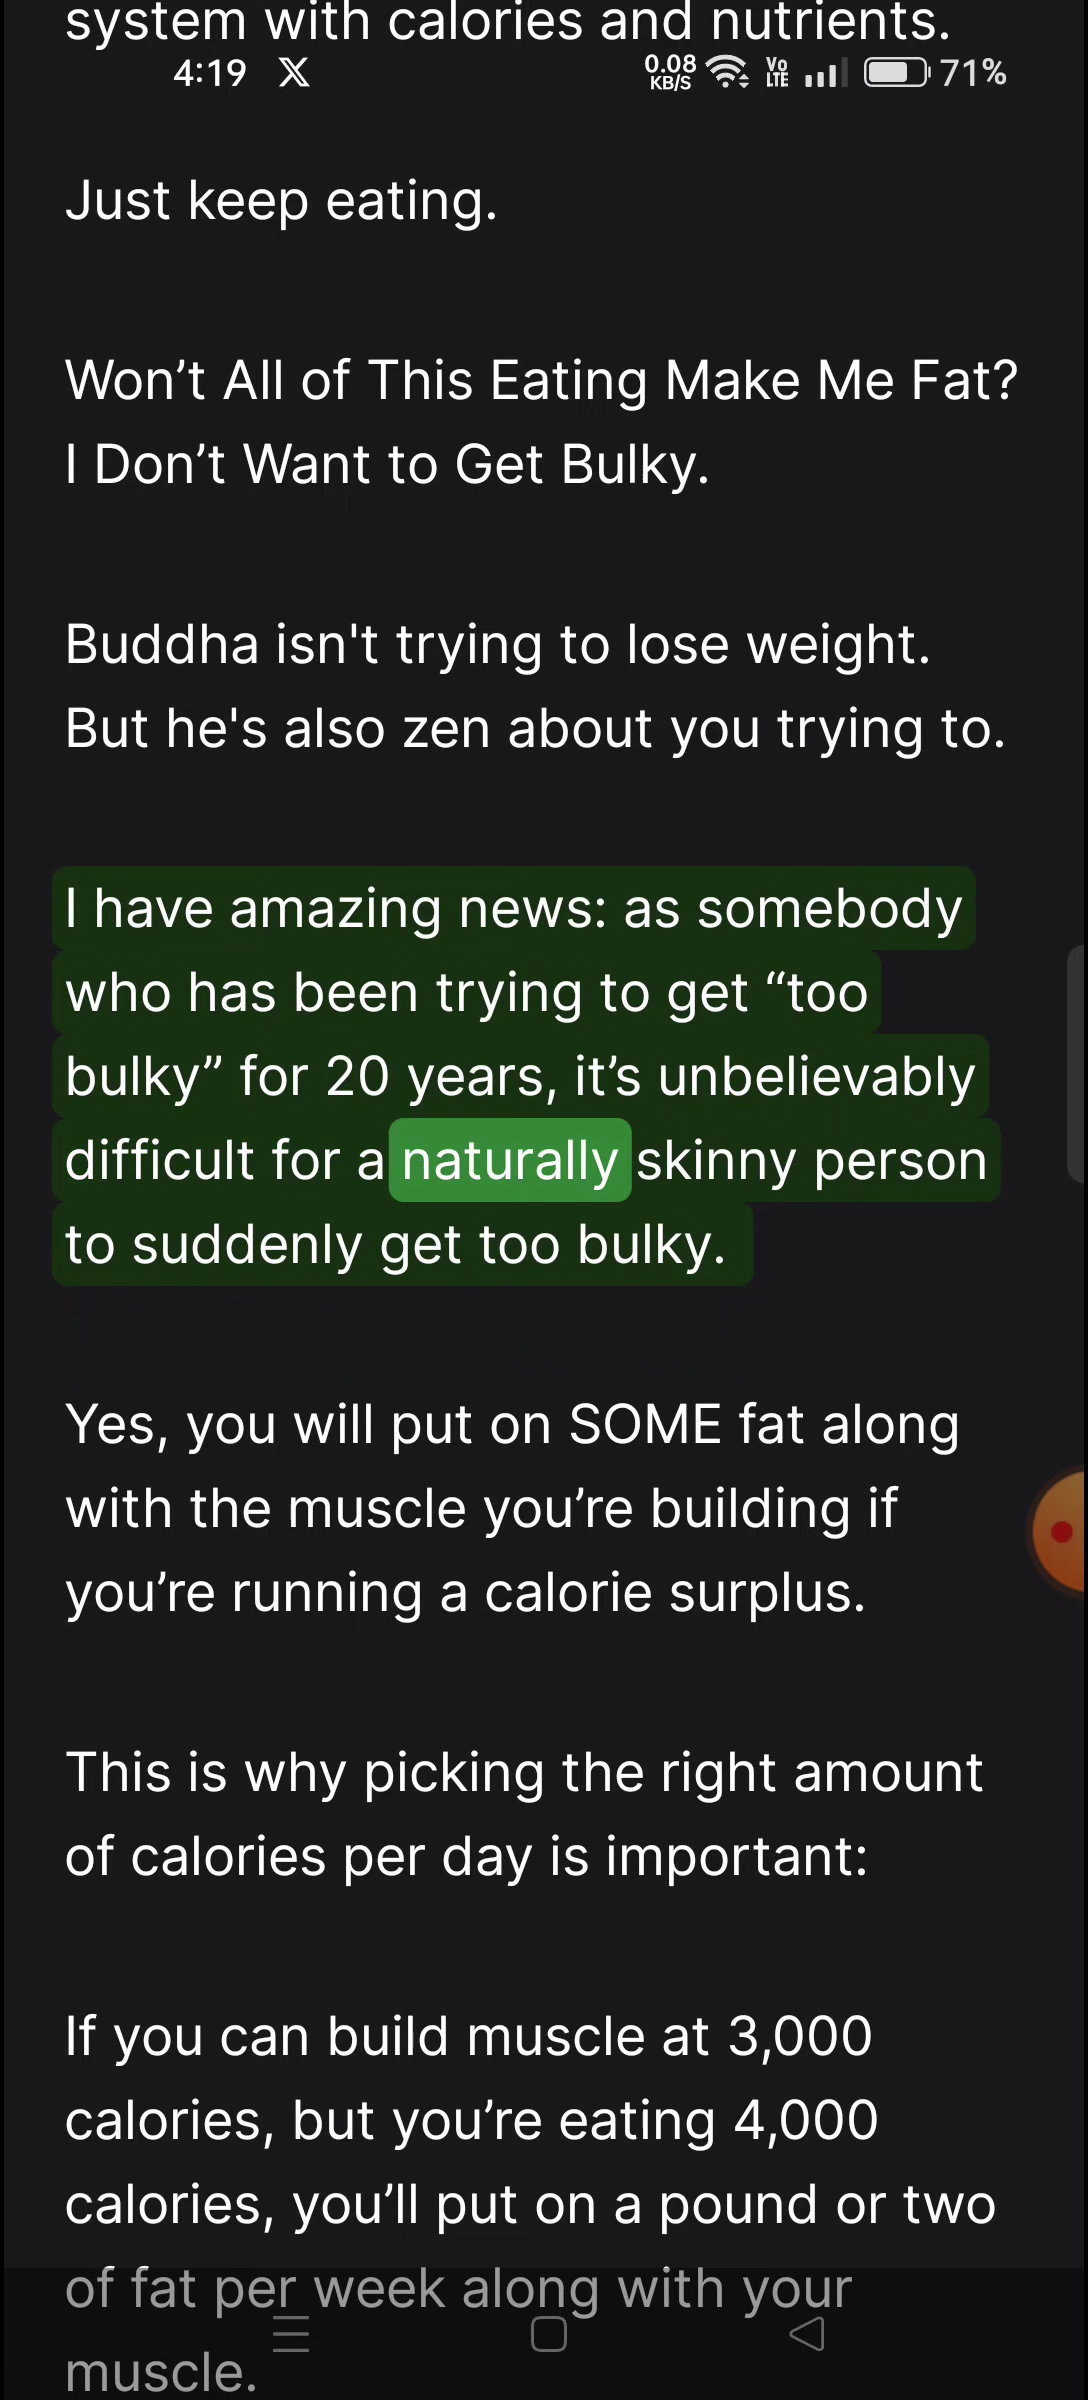 system with calories and nutrients.
4:19 X 0.08 KB/S Vo LTE 71%
Just keep eating.
Won’t All of This Eating Make Me Fat?
I Don’t Want to Get Bulky.
Buddha isn't trying to lose weight.
But he's also zen about you trying to.
I have amazing news: as somebody
who has been trying to get “too
bulky” for 20 years, it’s unbelievably
difficult for a naturally skinny person
to suddenly get too bulky.
Yes, you will put on SOME fat along
with the muscle you’re building if
you’re running a calorie surplus.
This is why picking the right amount
of calories per day is important:
If you can build muscle at 3,000
calories, but you’re eating 4,000
calories, you’ll put on a pound or two
of fat per week along with your
muscle.